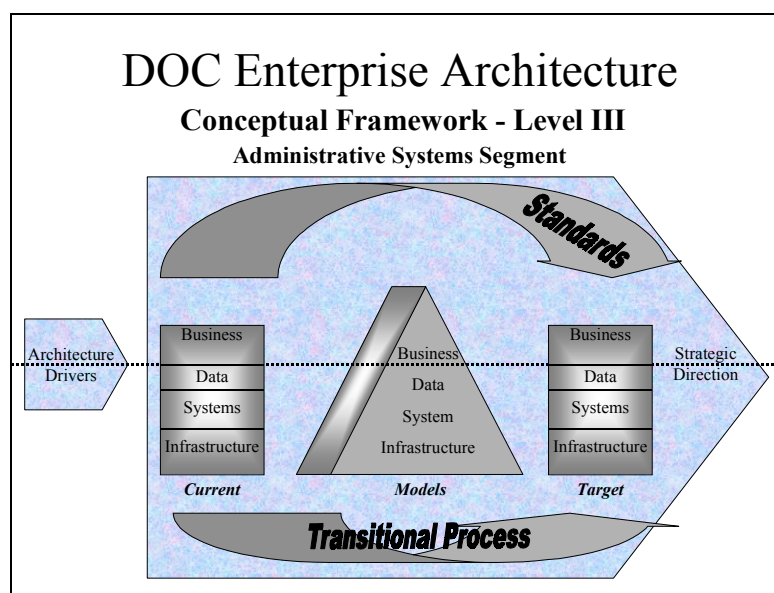 DOC Enterprise Architecture
Conceptual Framework - Level III
Administrative Systems Segment
Standards
Architecture
Drivers
Business
Data
Systems
Infrastructure
Current
Business
Data
System
Infrastructure
Models
Business
Data
Systems
Infrastructure
Target
Strategic
Direction
Transitional Process